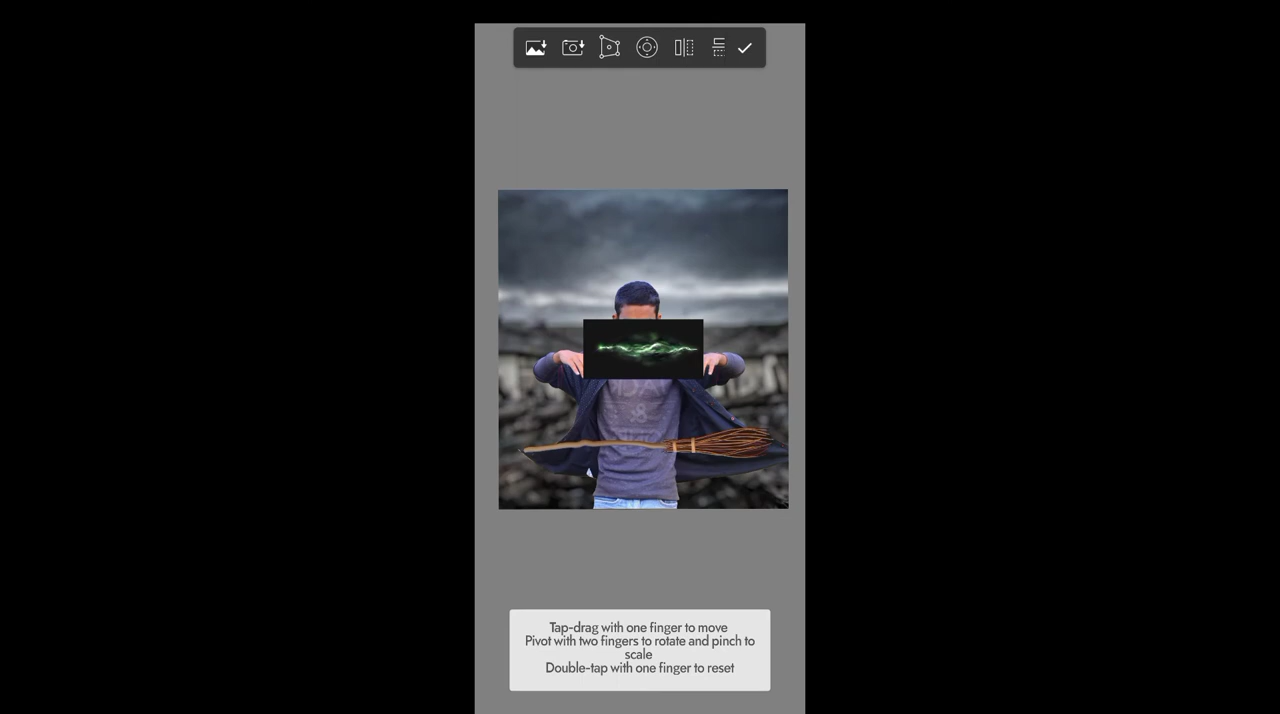 Tap-drag with one finger to move
Pivot with two fingers to rotate and pinch to
scale
Double-tap with one finger to reset